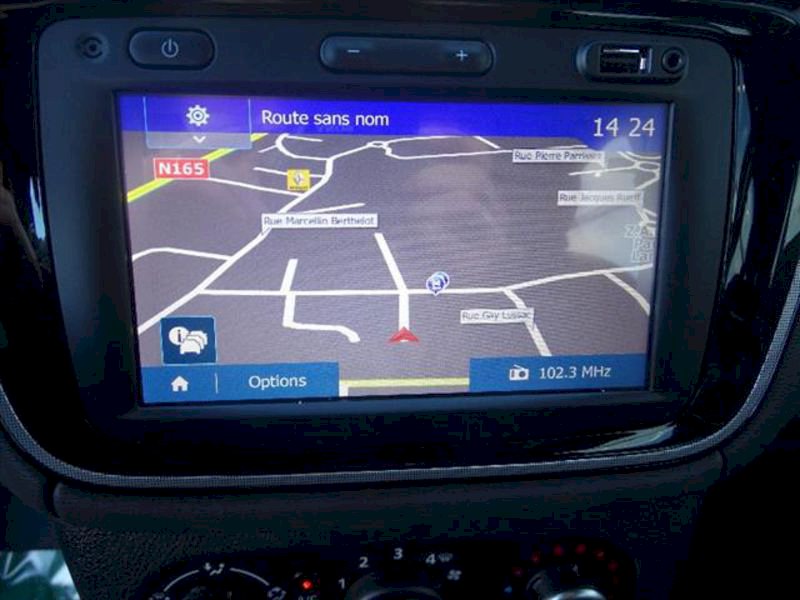 Route sans nom
14 24
Rue Pierre
N165
Rue Jacques Rueff
Rue Marcellin Berthelot
Rue Gay Lussac
Options
102.3 MHz
1 2 3 4